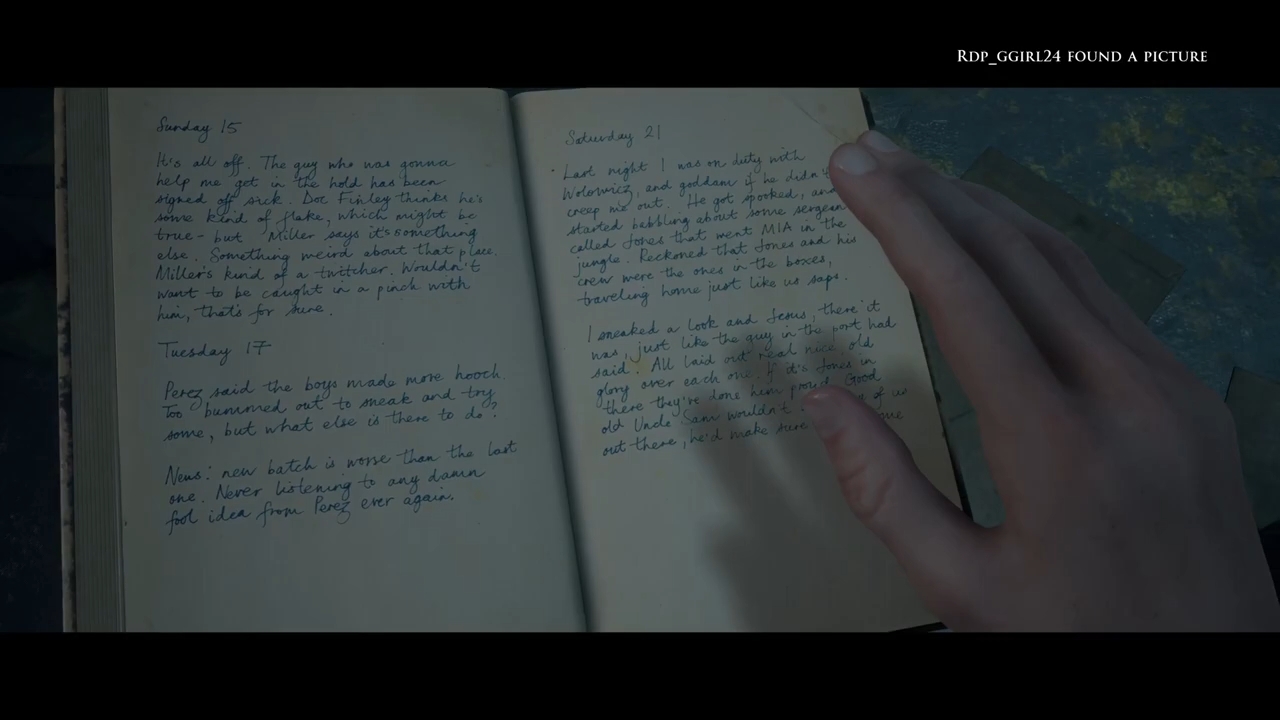 RDP_GGIRL24 FOUND A PICTURE
Sunday 15
It's all off. The guy who was gonna
help me get in the hold has been
signed off sick. Doc Finley thinks he's
some kind of flake, which might be
true - but Miller says it's something
else. Something weird about that place.
Miller's kind of a twitcher. Wouldn't
want to be caught in a pinch with
him, that's for sure.
Tuesday 17
Perez said the boys made more hooch.
Too bummed out to sneak and try
some, but what else is there to do?
News: new batch is worse than the last
one. Never listening to any damn
fool idea from Perez ever again.
Saturday 21
Last night I was on duty with
Wolowicz, and goddam if he didn't
creep me out. He got spooked, and
started babbling about some
called Jones that went MIA in the
jungle. Reckoned that Jones and his
crew were the ones in the boxes,
traveling home just like us saps.
I sneaked a look and Jesus, there it
was, just like the guy in the port had
said. All laid out real nice old
glory over each one. If it's Jones in
there they've done him proud. Good
old Uncle Sam wouldn't of us
out there, he'd make sure